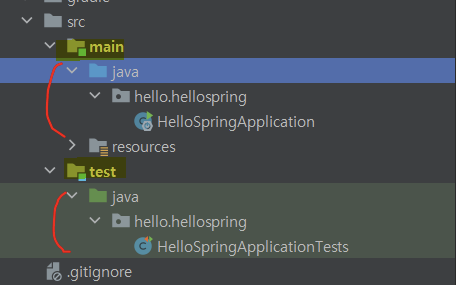 gradle
src
main
java
hello.hellospring
HelloSpringApplication
resources
test
java
hello.hellospring
HelloSpringApplicationTests
.gitignore